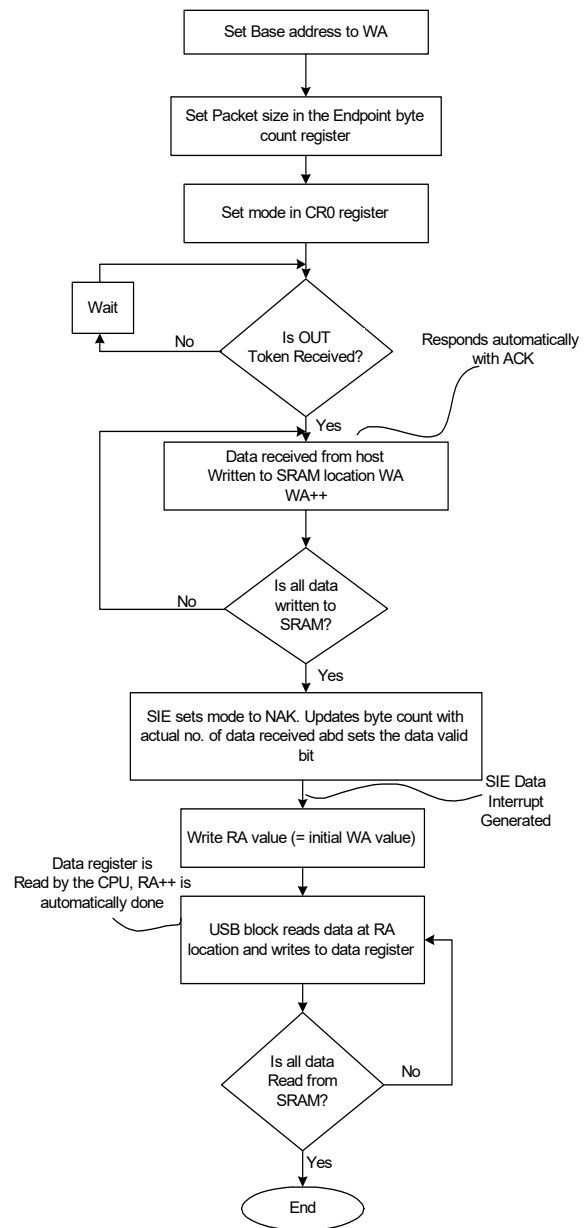 Set Base address to WA
Set Packet size in the Endpoint byte
count register
Set mode in CR0 register
Wait
No
Is OUT
Token Received?
Responds automatically
with ACK
Yes
Data received from host
Written to SRAM location WA
WA++
Is all data
written to
SRAM?
No
Yes
SIE sets mode to NAK. Updates byte count with
actual no. of data received abd sets the data valid
bit
SIE Data
Interrupt
Generated
Write RA value (= initial WA value)
Data register is
Read by the CPU, RA++ is
automatically done
USB block reads data at RA
location and writes to data register
Is all data
Read from
SRAM?
No
Yes
End